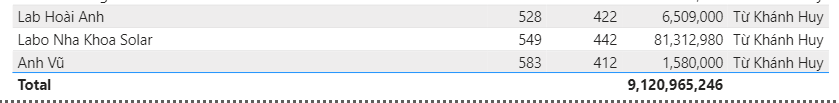 Lab Hoài Anh 528 422 6,509,000 Từ Khánh Huy
Labo Nha Khoa Solar 549 442 81,312,980 Từ Khánh Huy
Anh Vũ 583 412 1,580,000 Từ Khánh Huy
Total 9,120,965,246